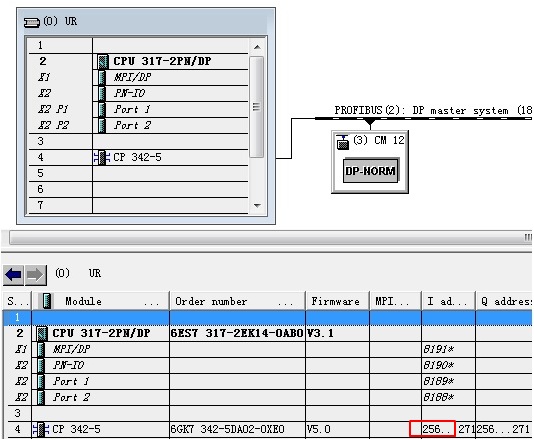 (0) UR
1
2 CPU 317-2PN/DP
X1 MPI/DP
X2 PN-IO
X2 P1 Port 1
X2 P2 Port 2
3
4 CP 342-5
5
6
7
PROFIBUS(2): DP master system (18
(3) CM 12
DP-NORM
(0) UR
S... Module ... Order number ... Firmware MPI... I ad... Q address
1
2 CPU 317-2PN/DP 6ES7 317-2EK14-0AB0 V3.1
X1 MPI/DP 8191*
X2 PN-IO 8190*
X2 Port 1 8189*
X2 Port 2 8188*
3
4 CP 342-5 6GK7 342-5DA02-0XE0 V5.0 256... 271 256...271